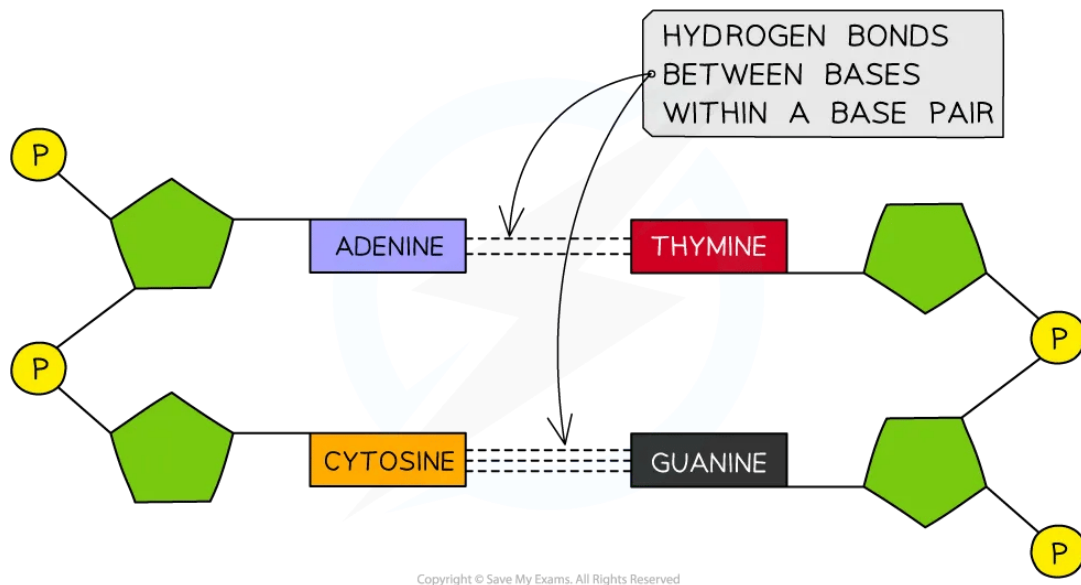 HYDROGEN BONDS
BETWEEN BASES
WITHIN A BASE PAIR
P
ADENINE
THYMINE
P
P
CYTOSINE
GUANINE
P
Copyright © Save My Exams. All Rights Reserved